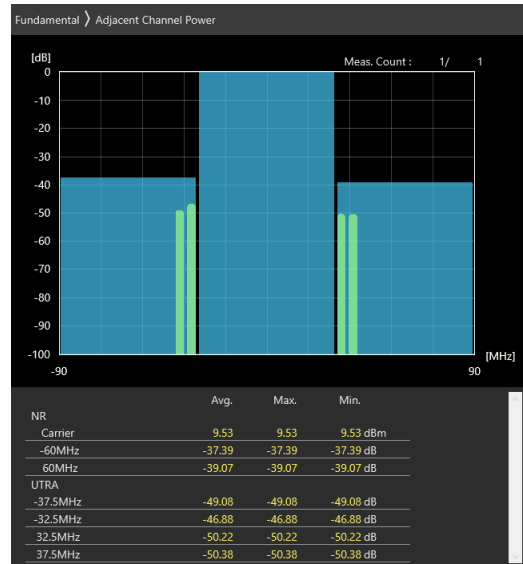 Fundamental 〉 Adjacent Channel Power
[dB]
Meas. Count : 1/ 1
0
-10
-20
-30
-40
-50
-60
-70
-80
-90
-100
[MHz]
-90 90
Avg. Max. Min.
NR
Carrier 9.53 9.53 9.53 dBm
-60MHz -37.39 -37.39 -37.39 dB
60MHz -39.07 -39.07 -39.07 dB
UTRA
-37.5MHz -49.08 -49.08 -49.08 dB
-32.5MHz -46.88 -46.88 -46.88 dB
32.5MHz -50.22 -50.22 -50.22 dB
37.5MHz -50.38 -50.38 -50.38 dB